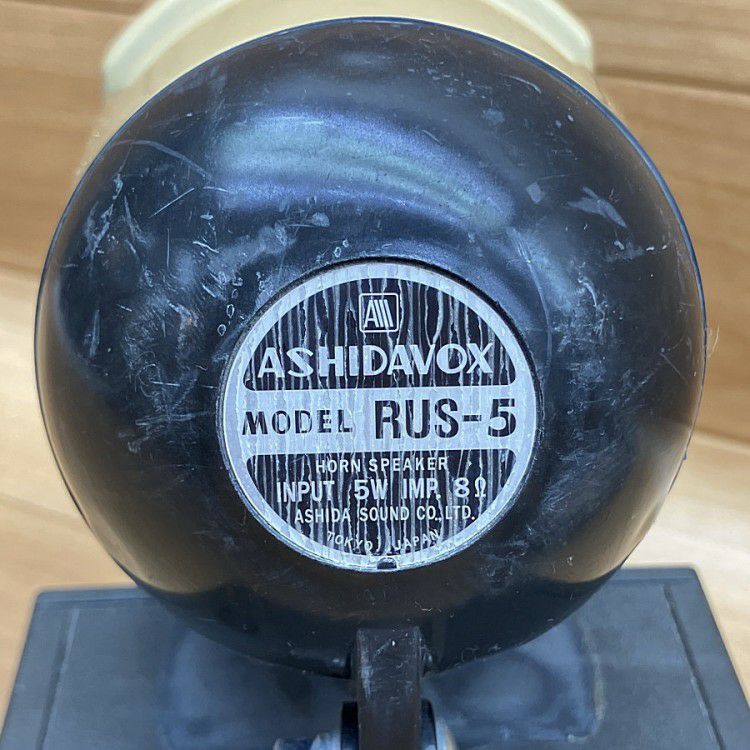 ASHIDAVOX
MODEL RUS-5
HORN SPEAKER
INPUT 5W IMP. 8Ω
ASHIDA SOUND CO., LTD.
TOKYO, JAPAN